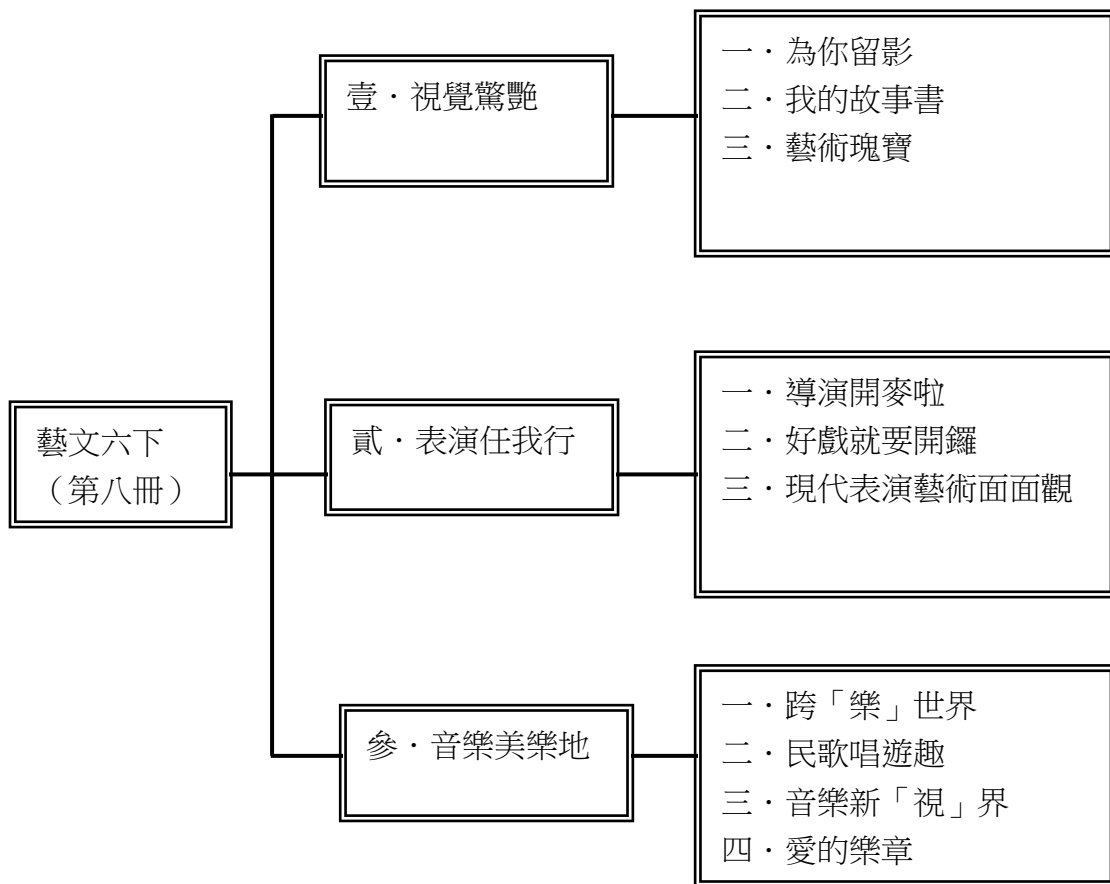 藝文六下
（第八冊）
壹．視覺驚艷
一．為你留影
二．我的故事書
三．藝術瑰寶
貳．表演任我行
一．導演開麥啦
二．好戲就要開鑼
三．現代表演藝術面面觀
參．音樂美樂地
一．跨「樂」世界
二．民歌唱遊趣
三．音樂新「視」界
四．愛的樂章